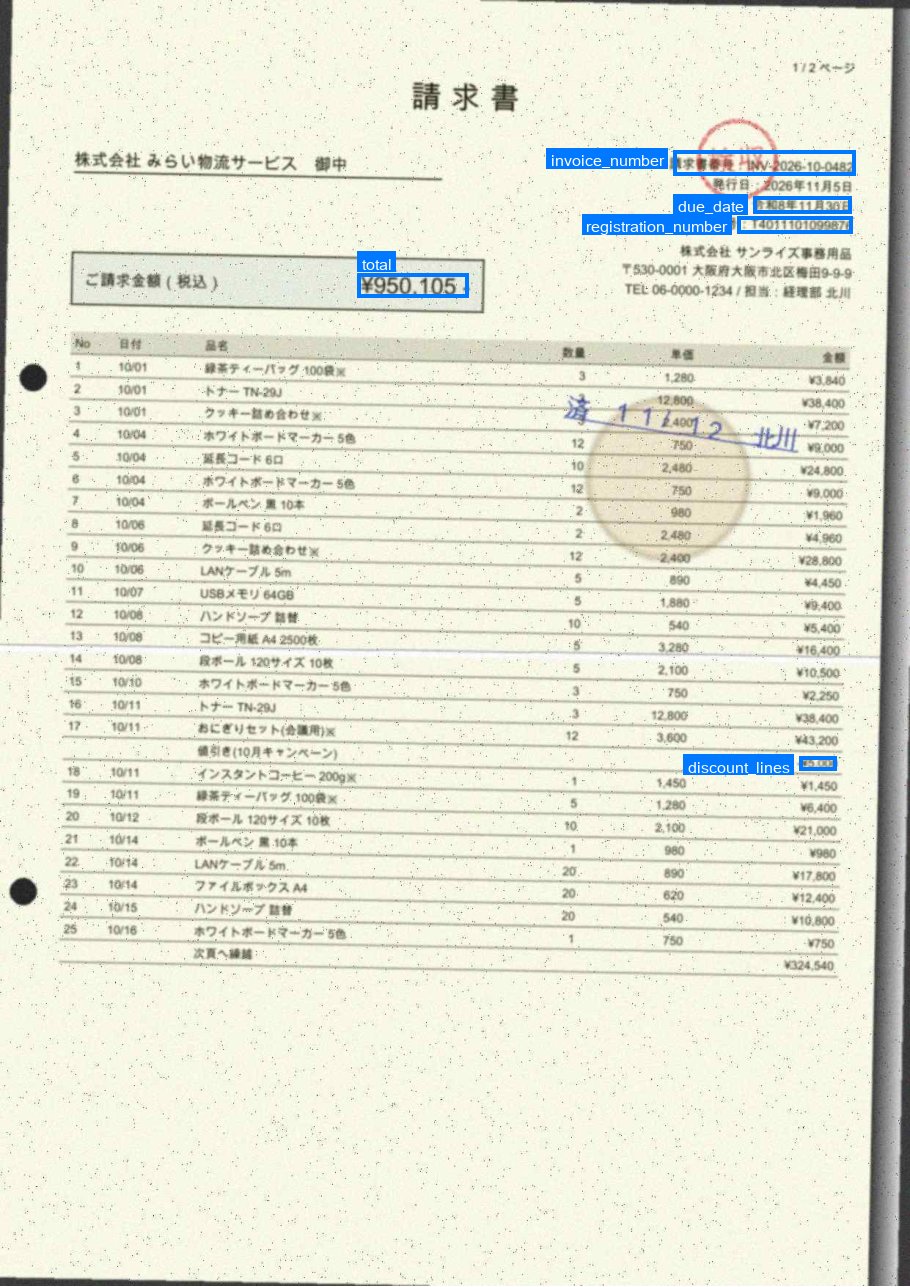 1 / 2 ページ
請求書
株式会社 みらい物流サービス 御中
invoice_number
請求書番号：INV-2026-10-0482
発行日：2026年11月5日
due_date
令和8年11月30日
registration_number
T4011101099876
株式会社 サンライズ事務用品
〒530-0001 大阪府大阪市北区梅田9-9-9
TEL: 06-0000-1234 / 担当：経理部 北川
total
ご請求金額 ( 税込 ) ¥950,105 -
No 日付 品名 数量 単価 金額
1 10/01 緑茶ティーバッグ 100袋※ 3 1,280 ¥3,840
2 10/01 トナー TN-29J 12,800 ¥38,400
3 10/01 クッキー詰め合わせ※ 2,400 ¥7,200
済 11/12 北川
4 10/04 ホワイトボードマーカー 5色 12 750 ¥9,000
5 10/04 延長コード 6口 10 2,480 ¥24,800
6 10/04 ホワイトボードマーカー 5色 12 750 ¥9,000
7 10/04 ボールペン 黒 10本 2 980 ¥1,960
8 10/06 延長コード 6口 2 2,480 ¥4,960
9 10/06 クッキー詰め合わせ※ 12 2,400 ¥28,800
10 10/06 LANケーブル 5m 5 890 ¥4,450
11 10/07 USBメモリ 64GB 5 1,880 ¥9,400
12 10/08 ハンドソープ 詰替 10 540 ¥5,400
13 10/08 コピー用紙 A4 2500枚 5 3,280 ¥16,400
14 10/08 段ボール 120サイズ 10枚 5 2,100 ¥10,500
15 10/10 ホワイトボードマーカー 5色 3 750 ¥2,250
16 10/11 トナー TN-29J 3 12,800 ¥38,400
17 10/11 おにぎりセット(会議用)※ 12 3,600 ¥43,200
値引き(10月キャンペーン) discount_lines
18 10/11 インスタントコーヒー 200g※ 1 1,450 ¥1,450
19 10/11 緑茶ティーバッグ 100袋※ 5 1,280 ¥6,400
20 10/12 段ボール 120サイズ 10枚 10 2,100 ¥21,000
21 10/14 ボールペン 黒 10本 1 980 ¥980
22 10/14 LANケーブル 5m 20 890 ¥17,800
23 10/14 ファイルボックス A4 20 620 ¥12,400
24 10/15 ハンドソープ 詰替 20 540 ¥10,800
25 10/16 ホワイトボードマーカー 5色 1 750 ¥750
次頁へ繰越 ¥324,540